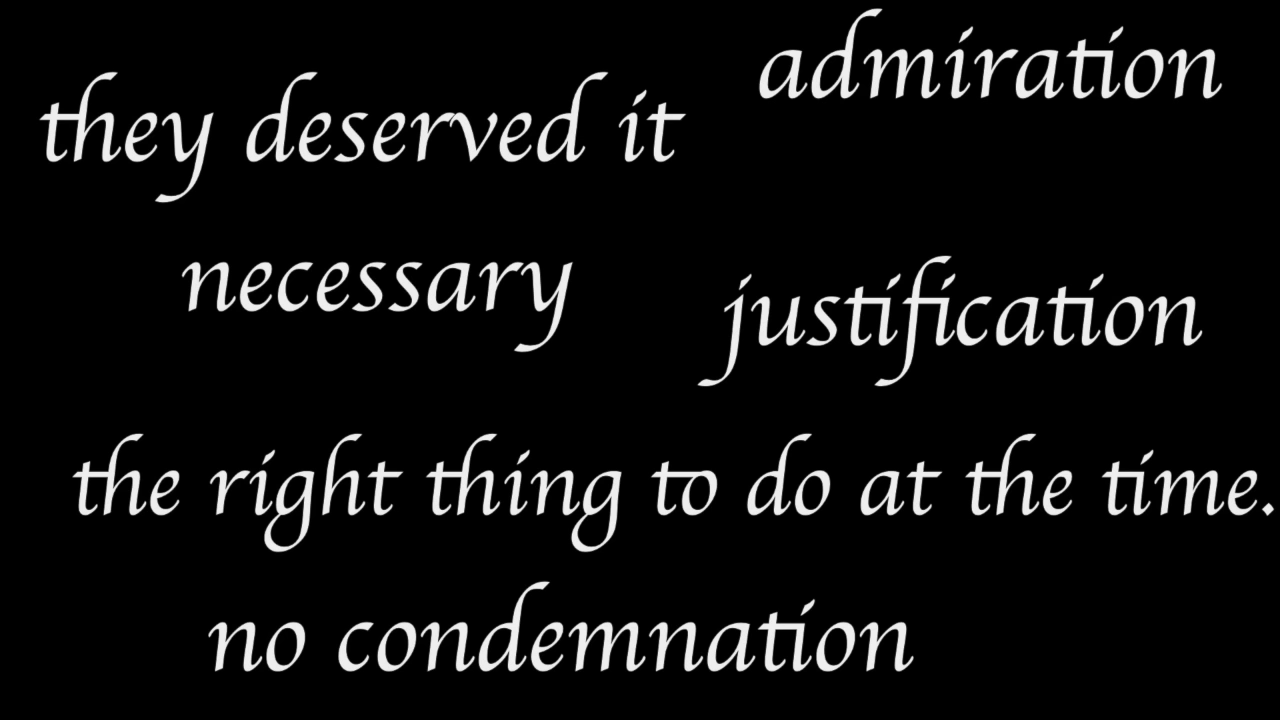 admiration
they deserved it
necessary
justification
the right thing to do at the time.
no condemnation